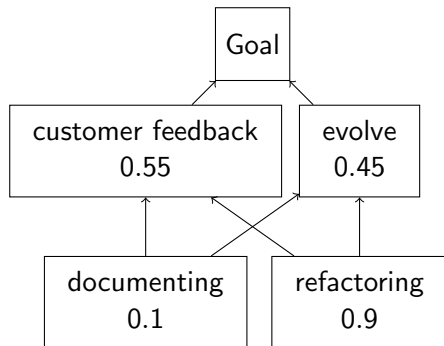 Goal
customer feedback
0.55
evolve
0.45
documenting
0.1
refactoring
0.9